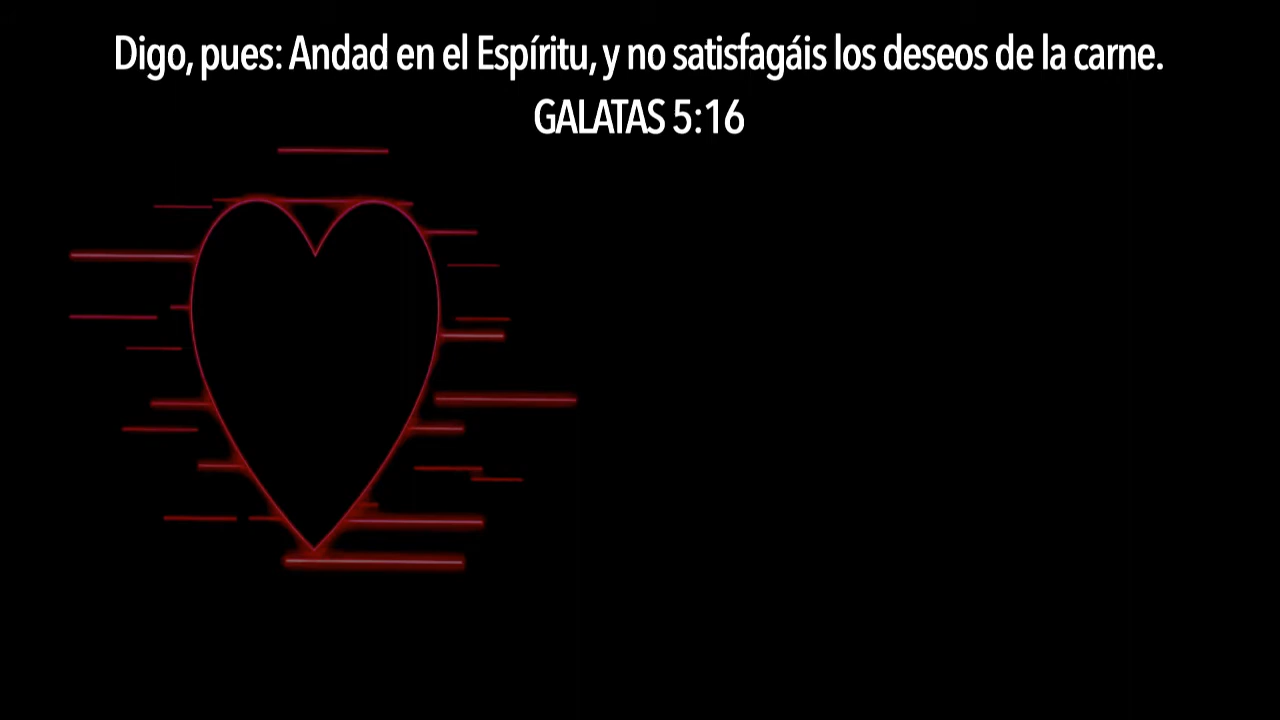 Digo, pues: Andad en el Espíritu, y no satisfagáis los deseos de la carne.
GALATAS 5:16